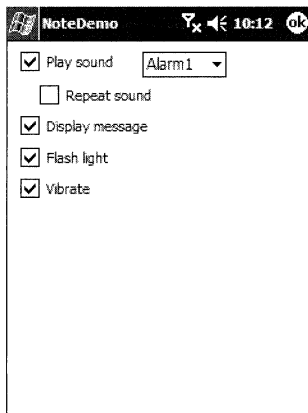 NoteDemo 10:12 ok
Play sound Alarm1
Repeat sound
Display message
Flash light
Vibrate